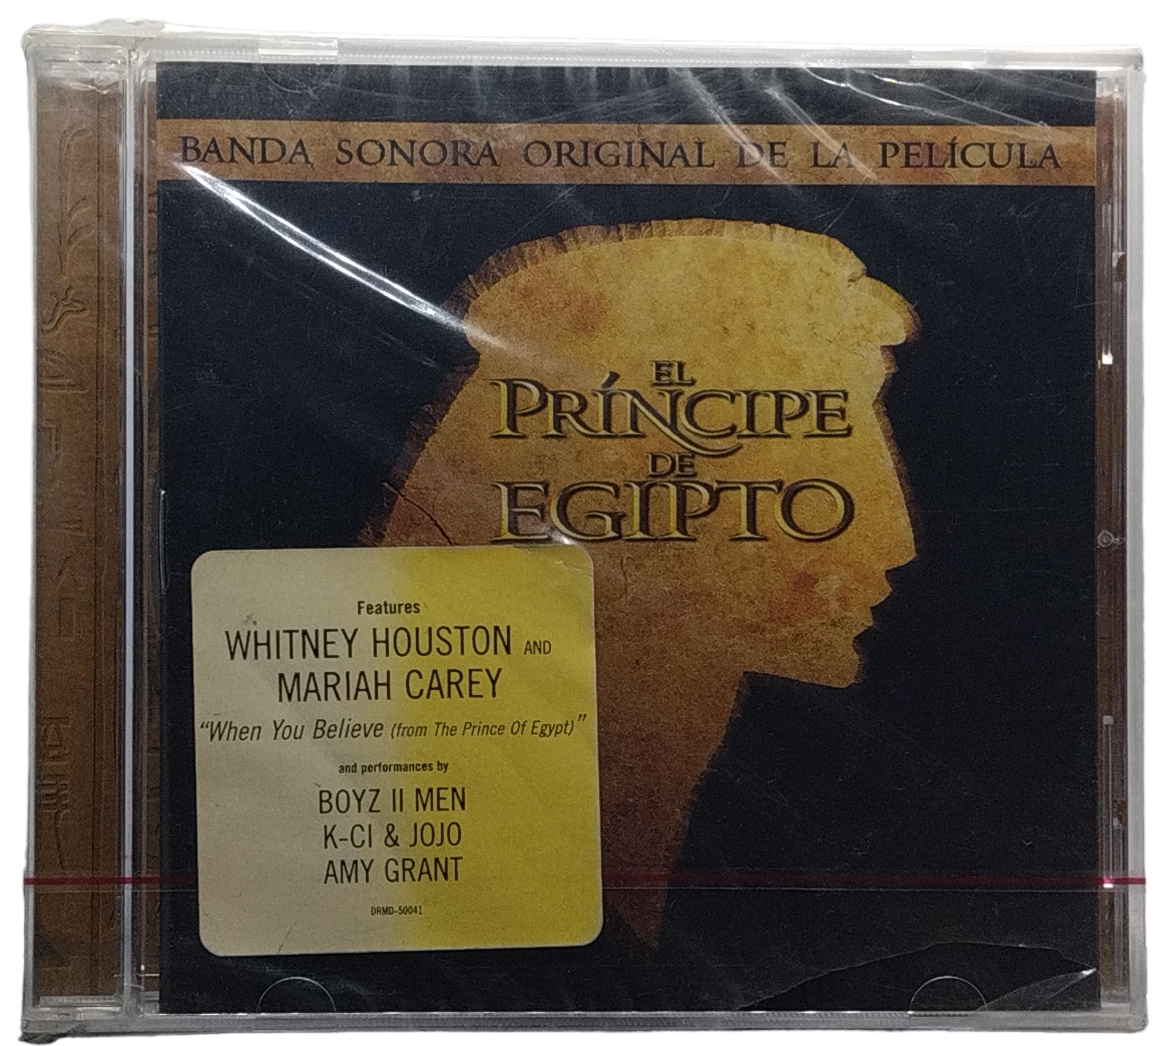 BANDA SONORA ORIGINAL DE LA PELÍCULA
EL
PRÍNCIPE
DE
EGIPTO
Features
WHITNEY HOUSTON AND
MARIAH CAREY
“When You Believe (from The Prince Of Egypt)”
and performances by
BOYZ II MEN
K-CI & JOJO
AMY GRANT
DRMD-50041